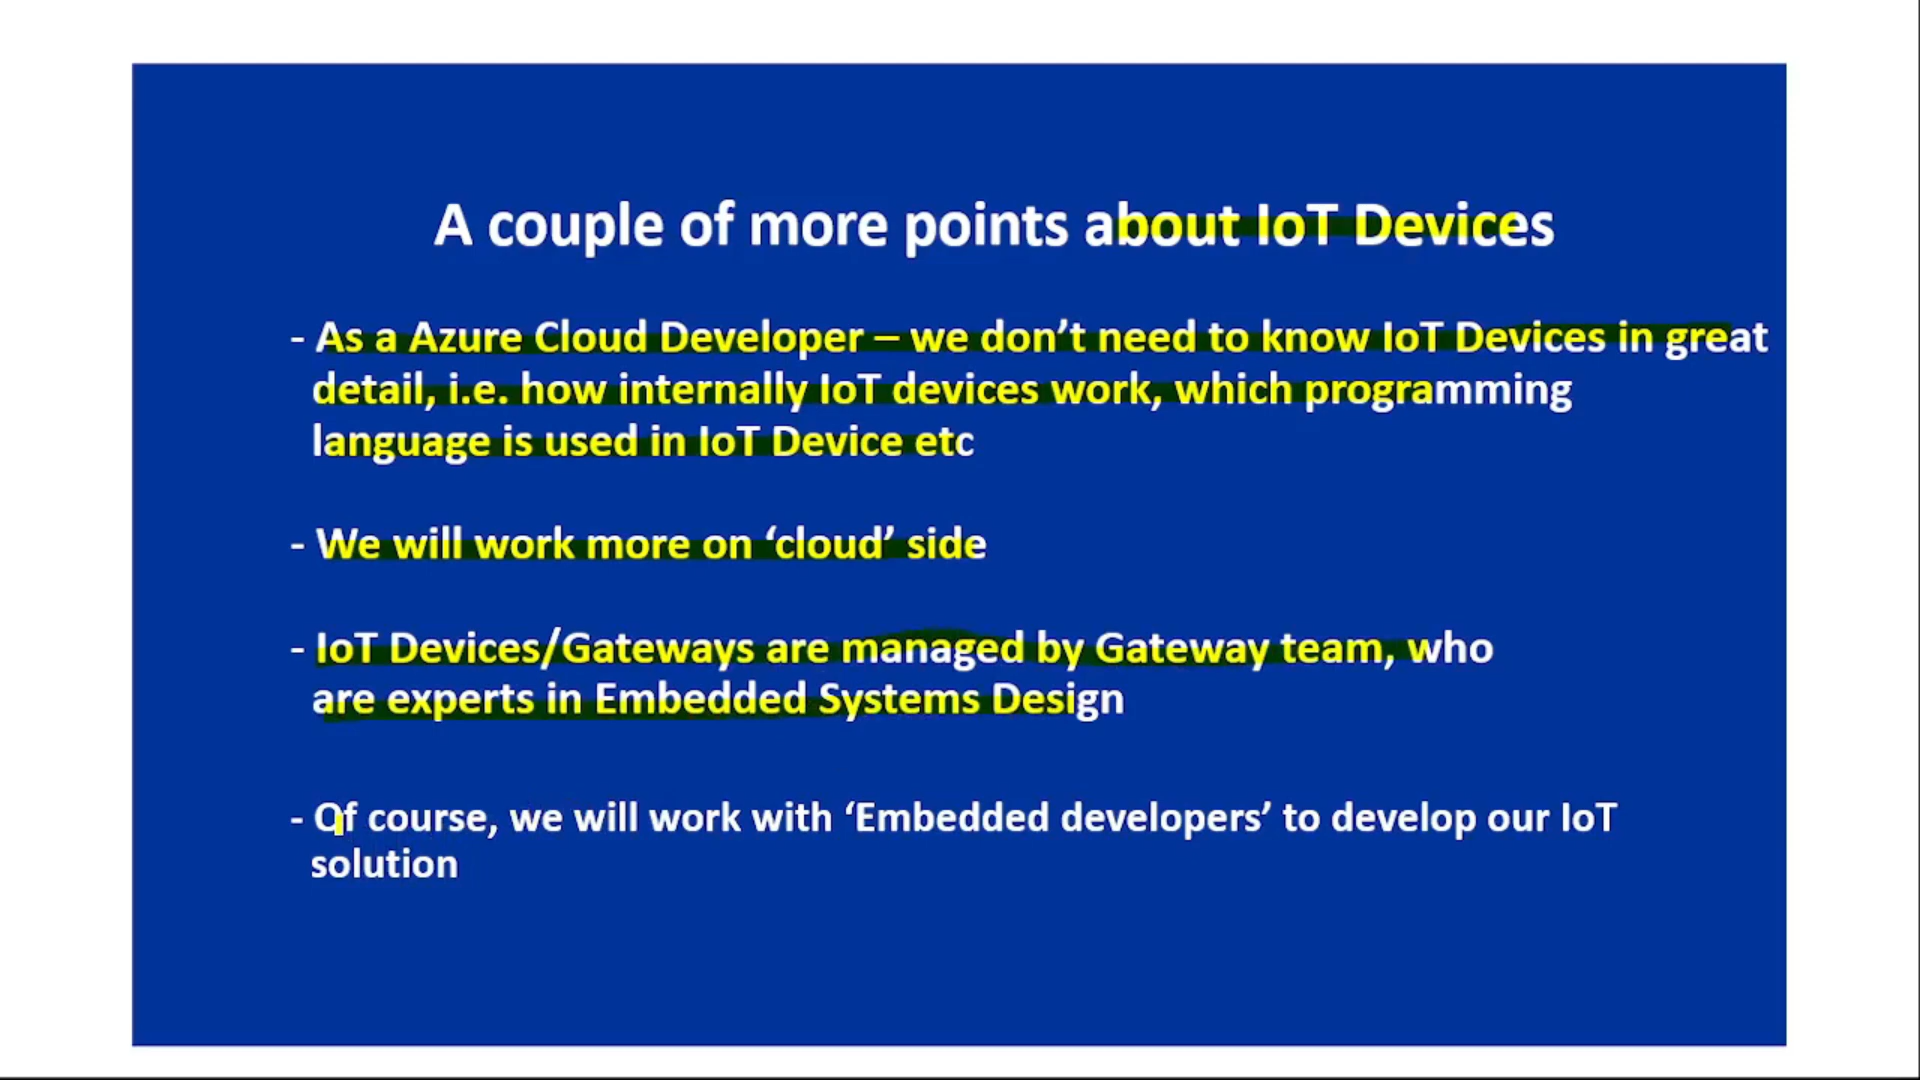 A couple of more points about IoT Devices
- As a Azure Cloud Developer – we don’t need to know IoT Devices in great
detail, i.e. how internally IoT devices work, which programming
language is used in IoT Device etc
- We will work more on ‘cloud’ side
- IoT Devices/Gateways are managed by Gateway team, who
are experts in Embedded Systems Design
- Of course, we will work with ‘Embedded developers’ to develop our IoT
solution